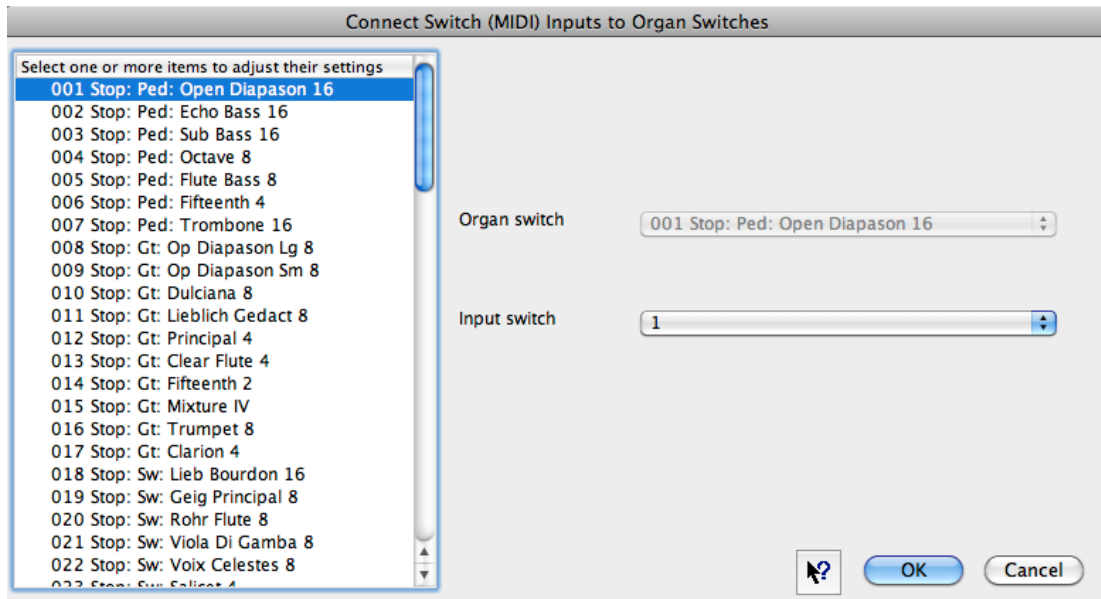 Connect Switch (MIDI) Inputs to Organ Switches
Select one or more items to adjust their settings
001 Stop: Ped: Open Diapason 16
002 Stop: Ped: Echo Bass 16
003 Stop: Ped: Sub Bass 16
004 Stop: Ped: Octave 8
005 Stop: Ped: Flute Bass 8
006 Stop: Ped: Fifteenth 4
007 Stop: Ped: Trombone 16
008 Stop: Gt: Op Diapason Lg 8
009 Stop: Gt: Op Diapason Sm 8
010 Stop: Gt: Dulciana 8
011 Stop: Gt: Lieblich Gedact 8
012 Stop: Gt: Principal 4
013 Stop: Gt: Clear Flute 4
014 Stop: Gt: Fifteenth 2
015 Stop: Gt: Mixture IV
016 Stop: Gt: Trumpet 8
017 Stop: Gt: Clarion 4
018 Stop: Sw: Lieb Bourdon 16
019 Stop: Sw: Geig Principal 8
020 Stop: Sw: Rohr Flute 8
021 Stop: Sw: Viola Di Gamba 8
022 Stop: Sw: Voix Celestes 8
023 Stop: Sw: Salicet 4
Organ switch
001 Stop: Ped: Open Diapason 16
Input switch
1
?
OK
Cancel